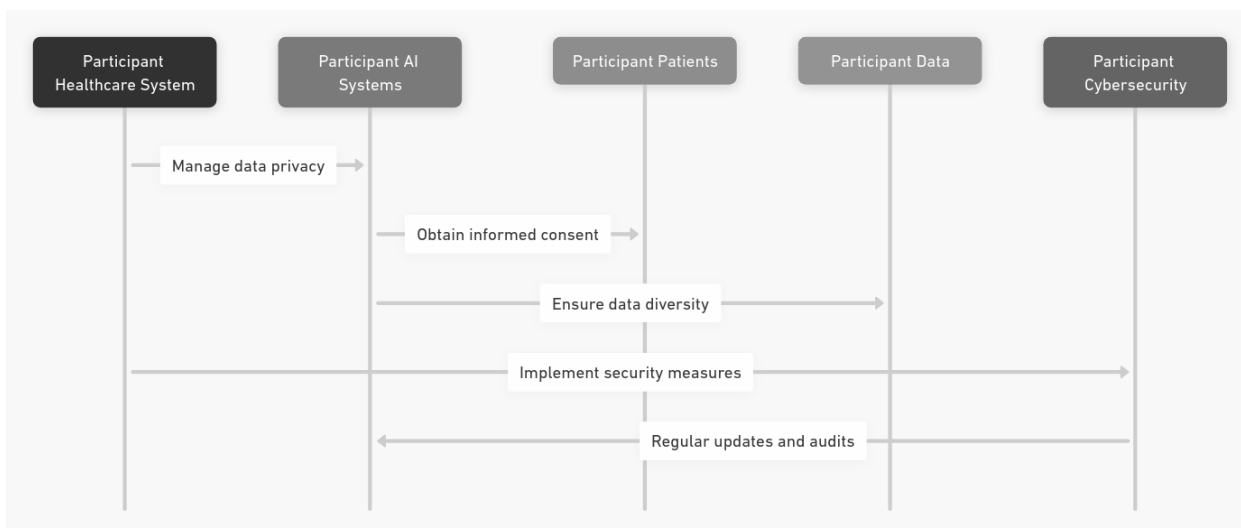 Participant
Healthcare System
Participant AI
Systems
Participant Patients
Participant Data
Participant
Cybersecurity
Manage data privacy
Obtain informed consent
Ensure data diversity
Implement security measures
Regular updates and audits